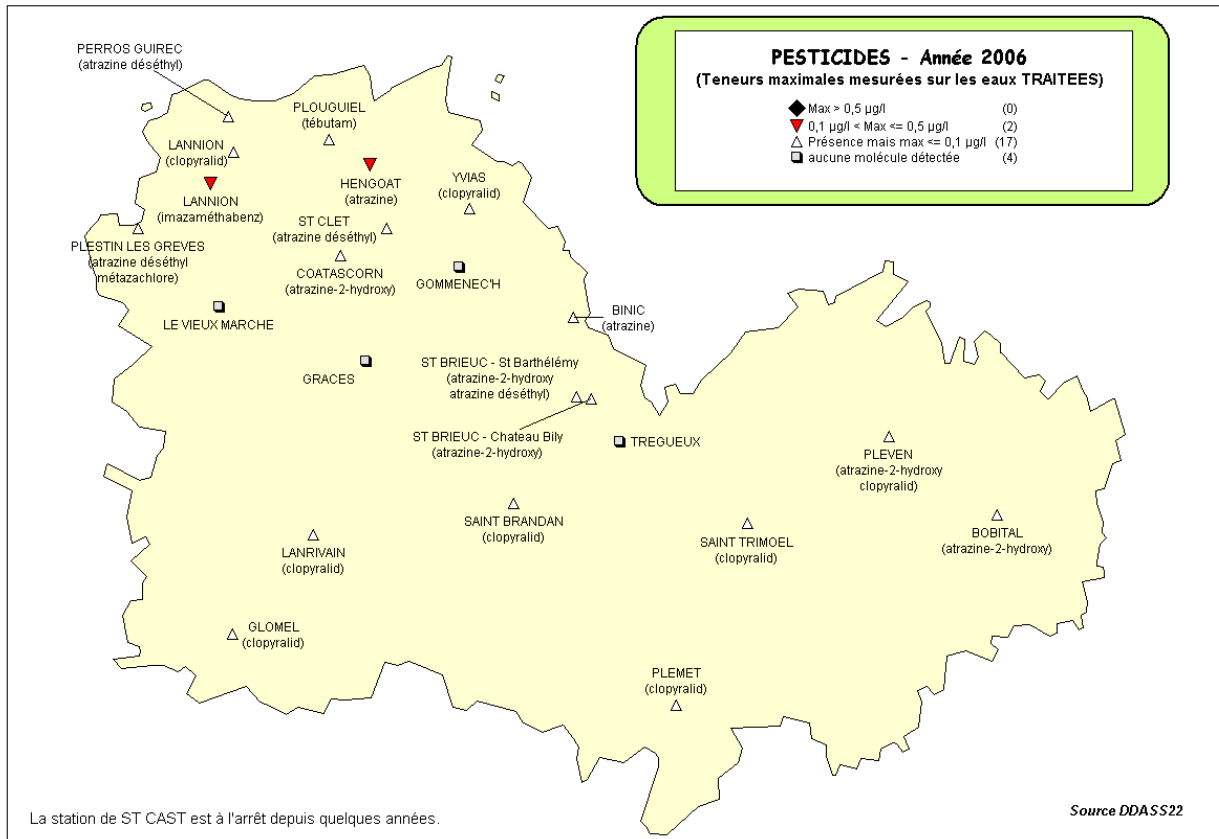 PESTICIDES - Année 2006
(Teneurs maximales mesurées sur les eaux TRAITEES)
Max > 0,5 µg/l (0)
0,1 µg/l < Max <= 0,5 µg/l (2)
Présence mais max <= 0,1 µg/l (17)
aucune molécule détectée (4)
PERROS GUIREC
(atrazine déséthyl)
PLOUGUIEL
(tébutam)
LANNION
(clopyralid)
HENGOAT
(atrazine)
YVIAS
(clopyralid)
LANNION
(imazaméthabenz)
ST CLET
(atrazine déséthyl)
PLESTIN LES GREVES
(atrazine déséthyl
métazachlore)
COATASCORN
(atrazine-2-hydroxy)
GOMMENEC'H
LE VIEUX MARCHE
BINIC
(atrazine)
GRACES
ST BRIEUC - St Barthélémy
(atrazine-2-hydroxy
atrazine déséthyl)
ST BRIEUC - Chateau Bily
(atrazine-2-hydroxy)
TREGUEUX
PLEVEN
(atrazine-2-hydroxy
clopyralid)
SAINT BRANDAN
(clopyralid)
SAINT TRIMOEL
(clopyralid)
BOBITAL
(atrazine-2-hydroxy)
LANRIVAIN
(clopyralid)
GLOMEL
(clopyralid)
PLEMET
(clopyralid)
La station de ST CAST est à l'arrêt depuis quelques années.
Source DDASS22